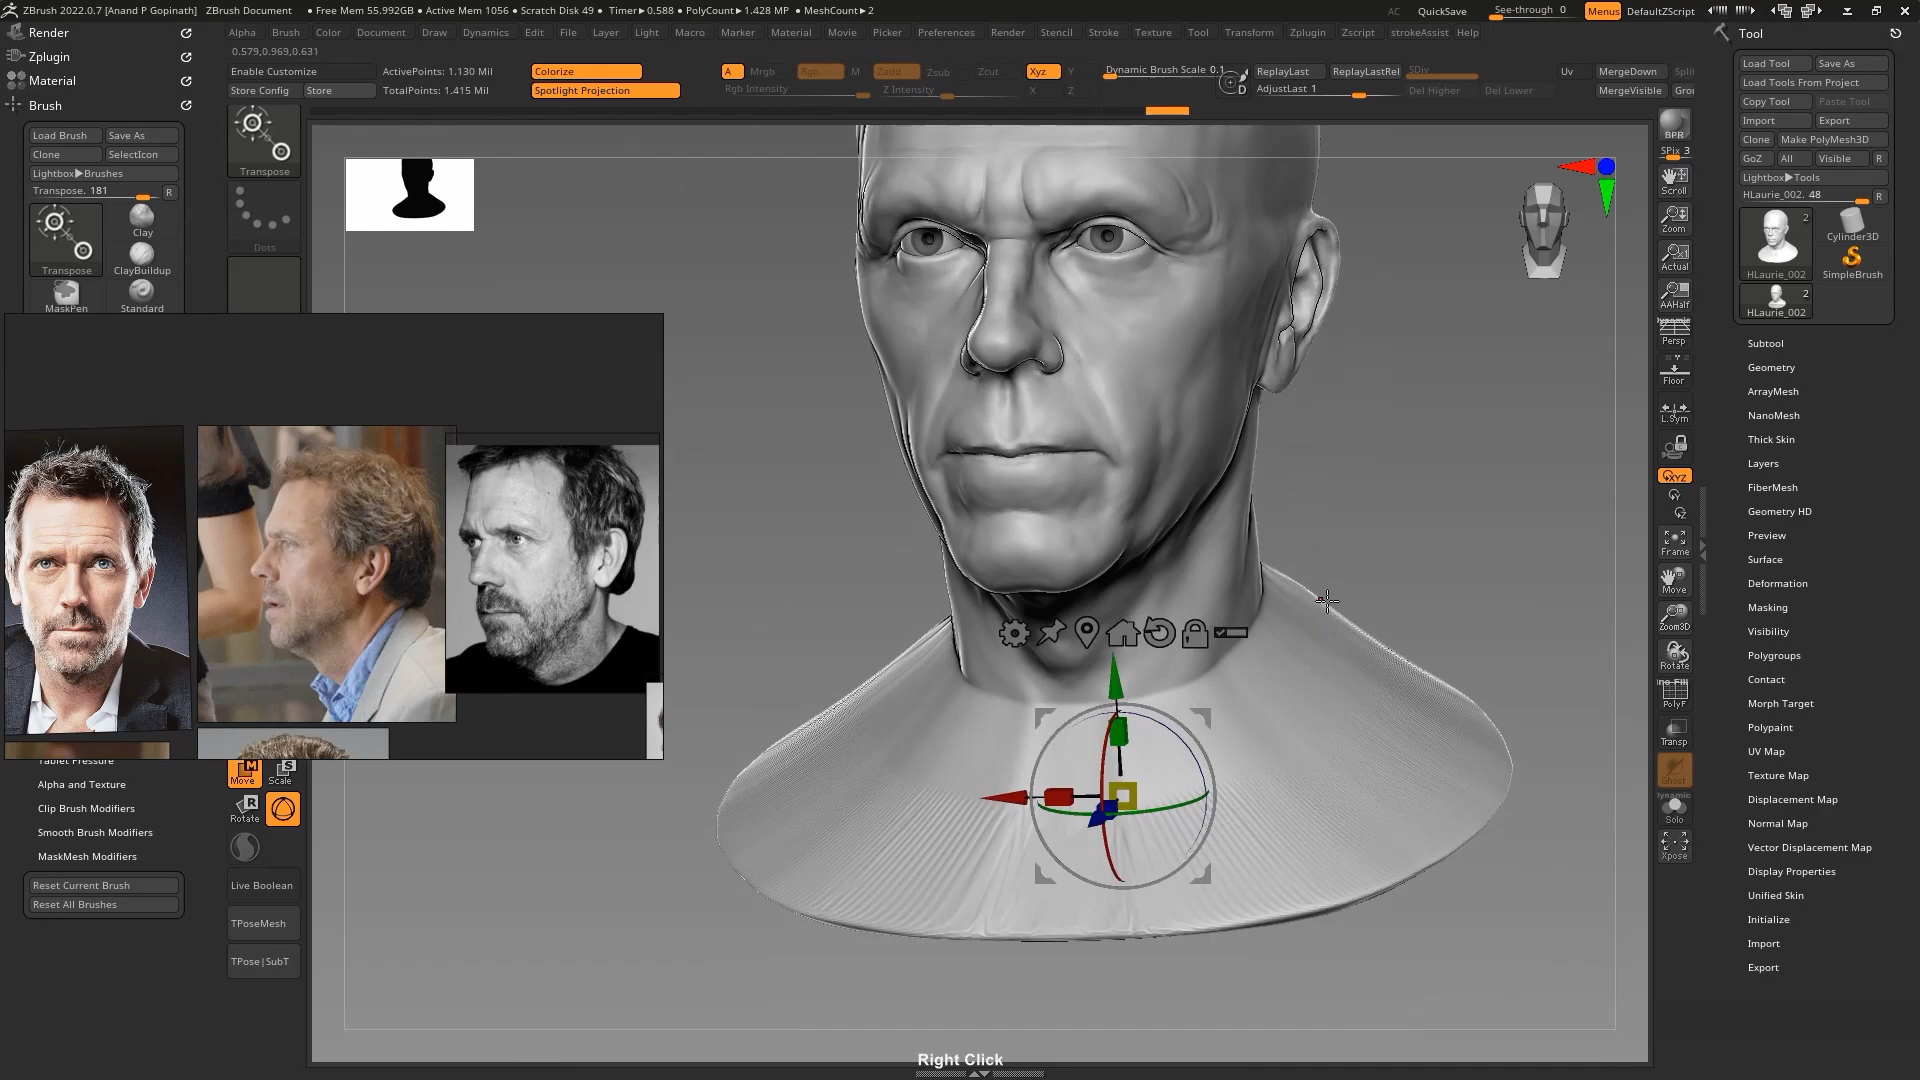 ZBrush 2022.0.7 [Anand P Gopinath] ZBrush Document • Free Mem 55.992GB • Active Mem 1056 • Scratch Disk 49 • Timer▶0.588 • PolyCount▶1.428 MP • MeshCount▶2 AC QuickSave See-through 0 Menus DefaultZScript
Render
Alpha Brush Color Document Draw Dynamics Edit File Layer Light Macro Marker Material Movie Picker Preferences Render Stencil Stroke Texture Tool Transform Zplugin Zscript strokeAssist Help
Tool
0.579,0.969,0.631
Zplugin
Enable Customize ActivePoints: 1.130 Mil Colorize A Mrgb Rgb M Zadd Zsub Zcut Xyz Y Dynamic Brush Scale 0.1 ReplayLast ReplayLastRel SDiv Uv MergeDown Split
Store Config Store TotalPoints: 1.415 Mil Spotlight Projection Rgb Intensity Z Intensity X Z D AdjustLast 1 Del Higher Del Lower MergeVisible Grou
Material
Brush
Load Brush Save As
Clone SelectIcon
Lightbox▶Brushes
Transpose. 181 R
Transpose Clay
ClayBuildup
MaskPen Standard
Transpose
Dots
Tablet Pressure
Alpha and Texture
Clip Brush Modifiers
Smooth Brush Modifiers
MaskMesh Modifiers
Reset Current Brush
Reset All Brushes
M S
Move Scale
R
Rotate
Live Boolean
TPoseMesh
TPose|SubT
Right Click
BPR
SPix 3
Scroll
Zoom
Actual
AAHalf
Dynamic
Persp
Floor
L.Sym
XYZ
Y
Z
Frame
Move
Zoom3D
Rotate
PolyF
Transp
Ghost
Dynamic
Solo
Xpose
Load Tool Save As
Load Tools From Project
Copy Tool Paste Tool
Import Export
Clone Make PolyMesh3D
GoZ All Visible R
Lightbox▶Tools
HLaurie_002. 48 R
2
HLaurie_002 Cylinder3D
SimpleBrush
2
HLaurie_002
Subtool
Geometry
ArrayMesh
NanoMesh
Thick Skin
Layers
FiberMesh
Geometry HD
Preview
Surface
Deformation
Masking
Visibility
Polygroups
Contact
Morph Target
Polypaint
UV Map
Texture Map
Displacement Map
Normal Map
Vector Displacement Map
Display Properties
Unified Skin
Initialize
Import
Export